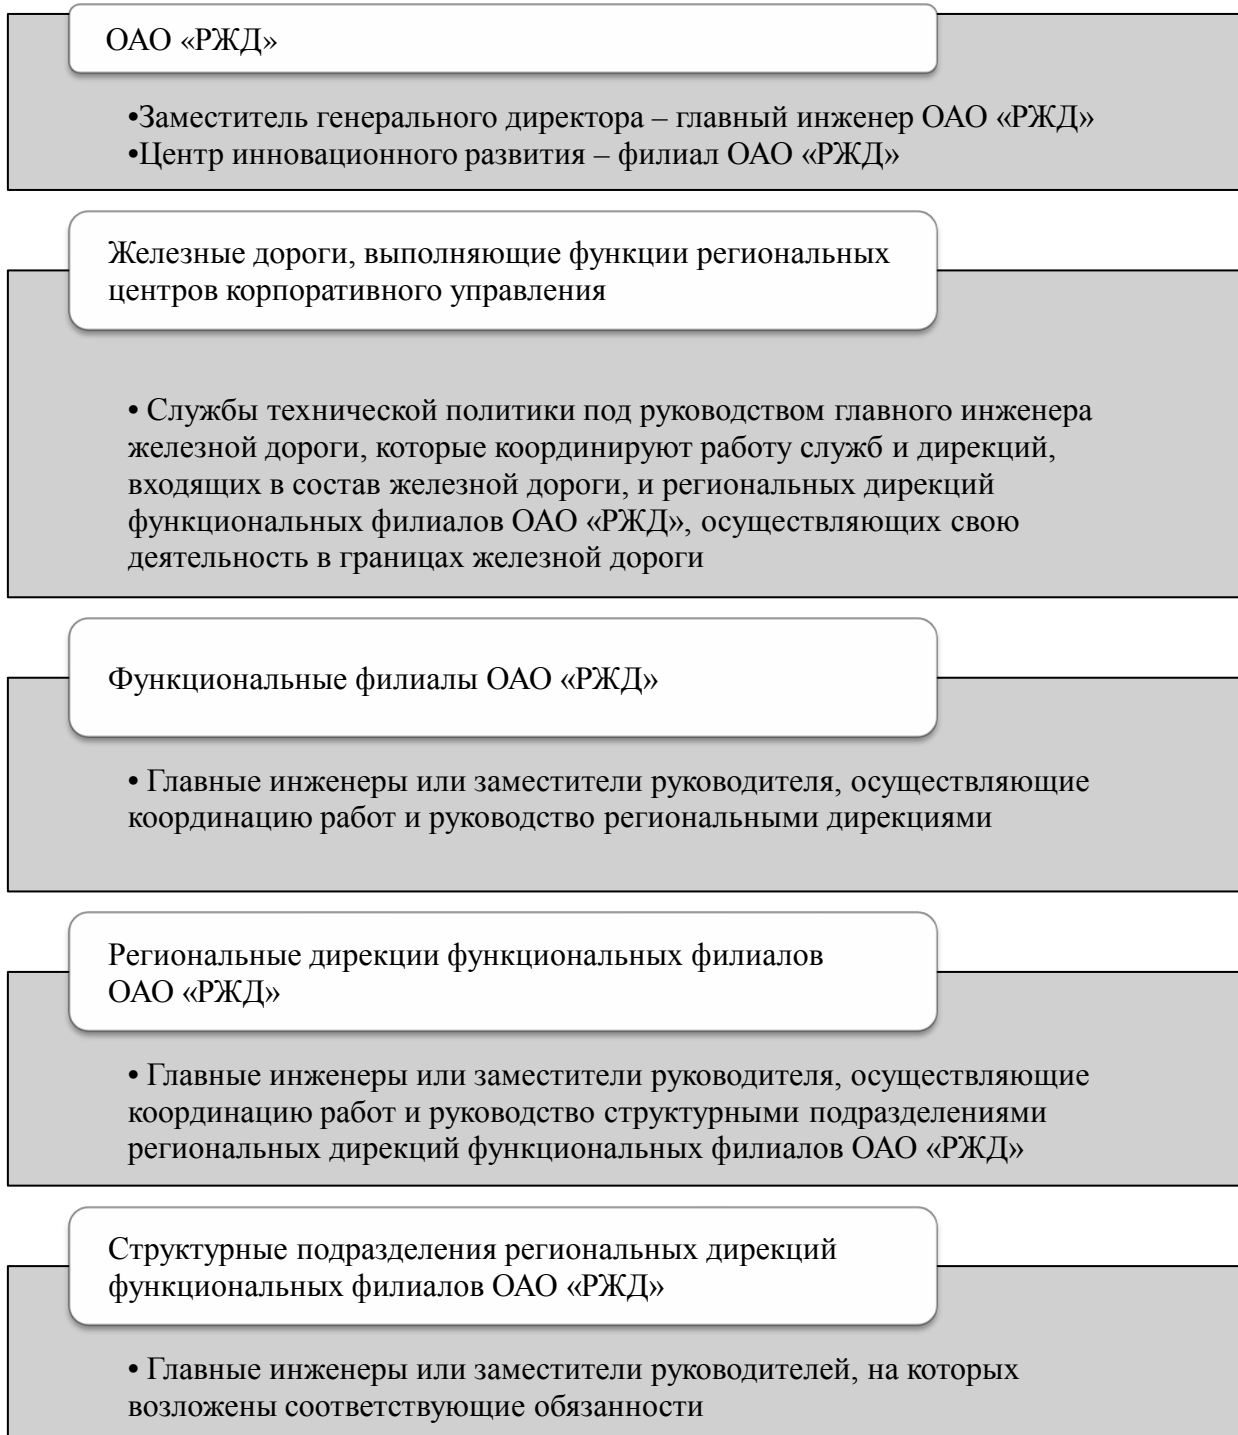 ОАО «РЖД»
•Заместитель генерального директора – главный инженер ОАО «РЖД»
•Центр инновационного развития – филиал ОАО «РЖД»
Железные дороги, выполняющие функции региональных
центров корпоративного управления
• Службы технической политики под руководством главного инженера
железной дороги, которые координируют работу служб и дирекций,
входящих в состав железной дороги, и региональных дирекций
функциональных филиалов ОАО «РЖД», осуществляющих свою
деятельность в границах железной дороги
Функциональные филиалы ОАО «РЖД»
• Главные инженеры или заместители руководителя, осуществляющие
координацию работ и руководство региональными дирекциями
Региональные дирекции функциональных филиалов
ОАО «РЖД»
• Главные инженеры или заместители руководителя, осуществляющие
координацию работ и руководство структурными подразделениями
региональных дирекций функциональных филиалов ОАО «РЖД»
Структурные подразделения региональных дирекций
функциональных филиалов ОАО «РЖД»
• Главные инженеры или заместители руководителей, на которых
возложены соответствующие обязанности